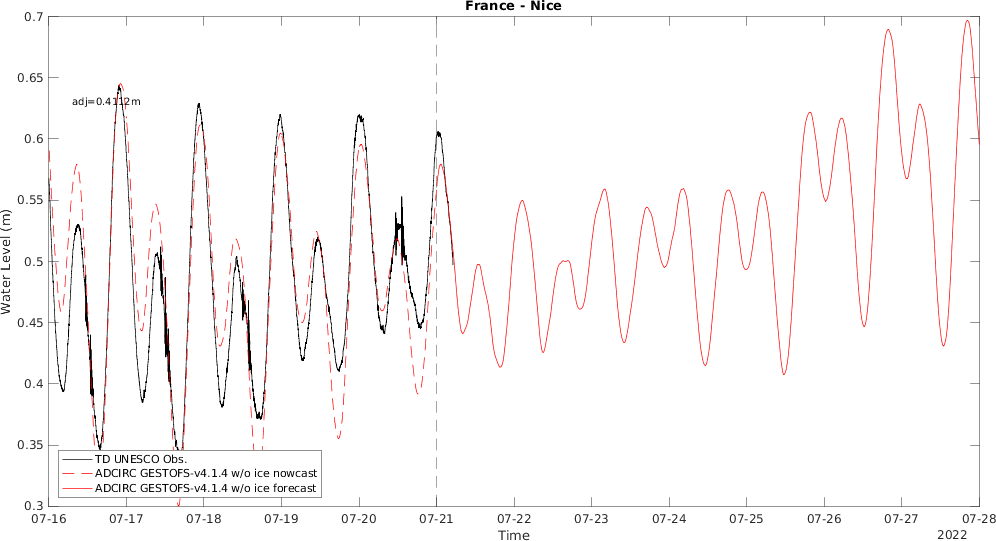 France - Nice
0.7
0.65
0.6
0.55
0.5
0.45
0.4
0.35
0.3
Water Level (m)
adj=0.4112m
TD UNESCO Obs.
ADCIRC GESTOFS-v4.1.4 w/o ice nowcast
ADCIRC GESTOFS-v4.1.4 w/o ice forecast
07-16 07-17 07-18 07-19 07-20 07-21 07-22 07-23 07-24 07-25 07-26 07-27 07-28
Time
2022